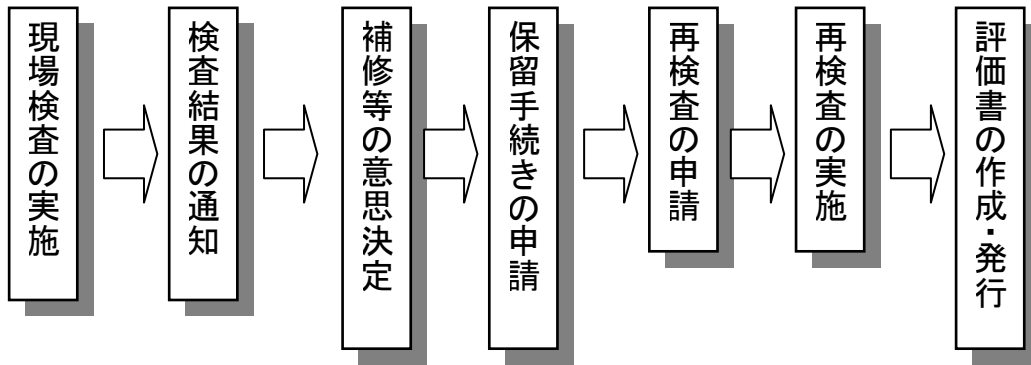 現場検査の実施
検査結果の通知
補修等の意思決定
保留手続きの申請
再検査の申請
再検査の実施
評価書の作成・発行